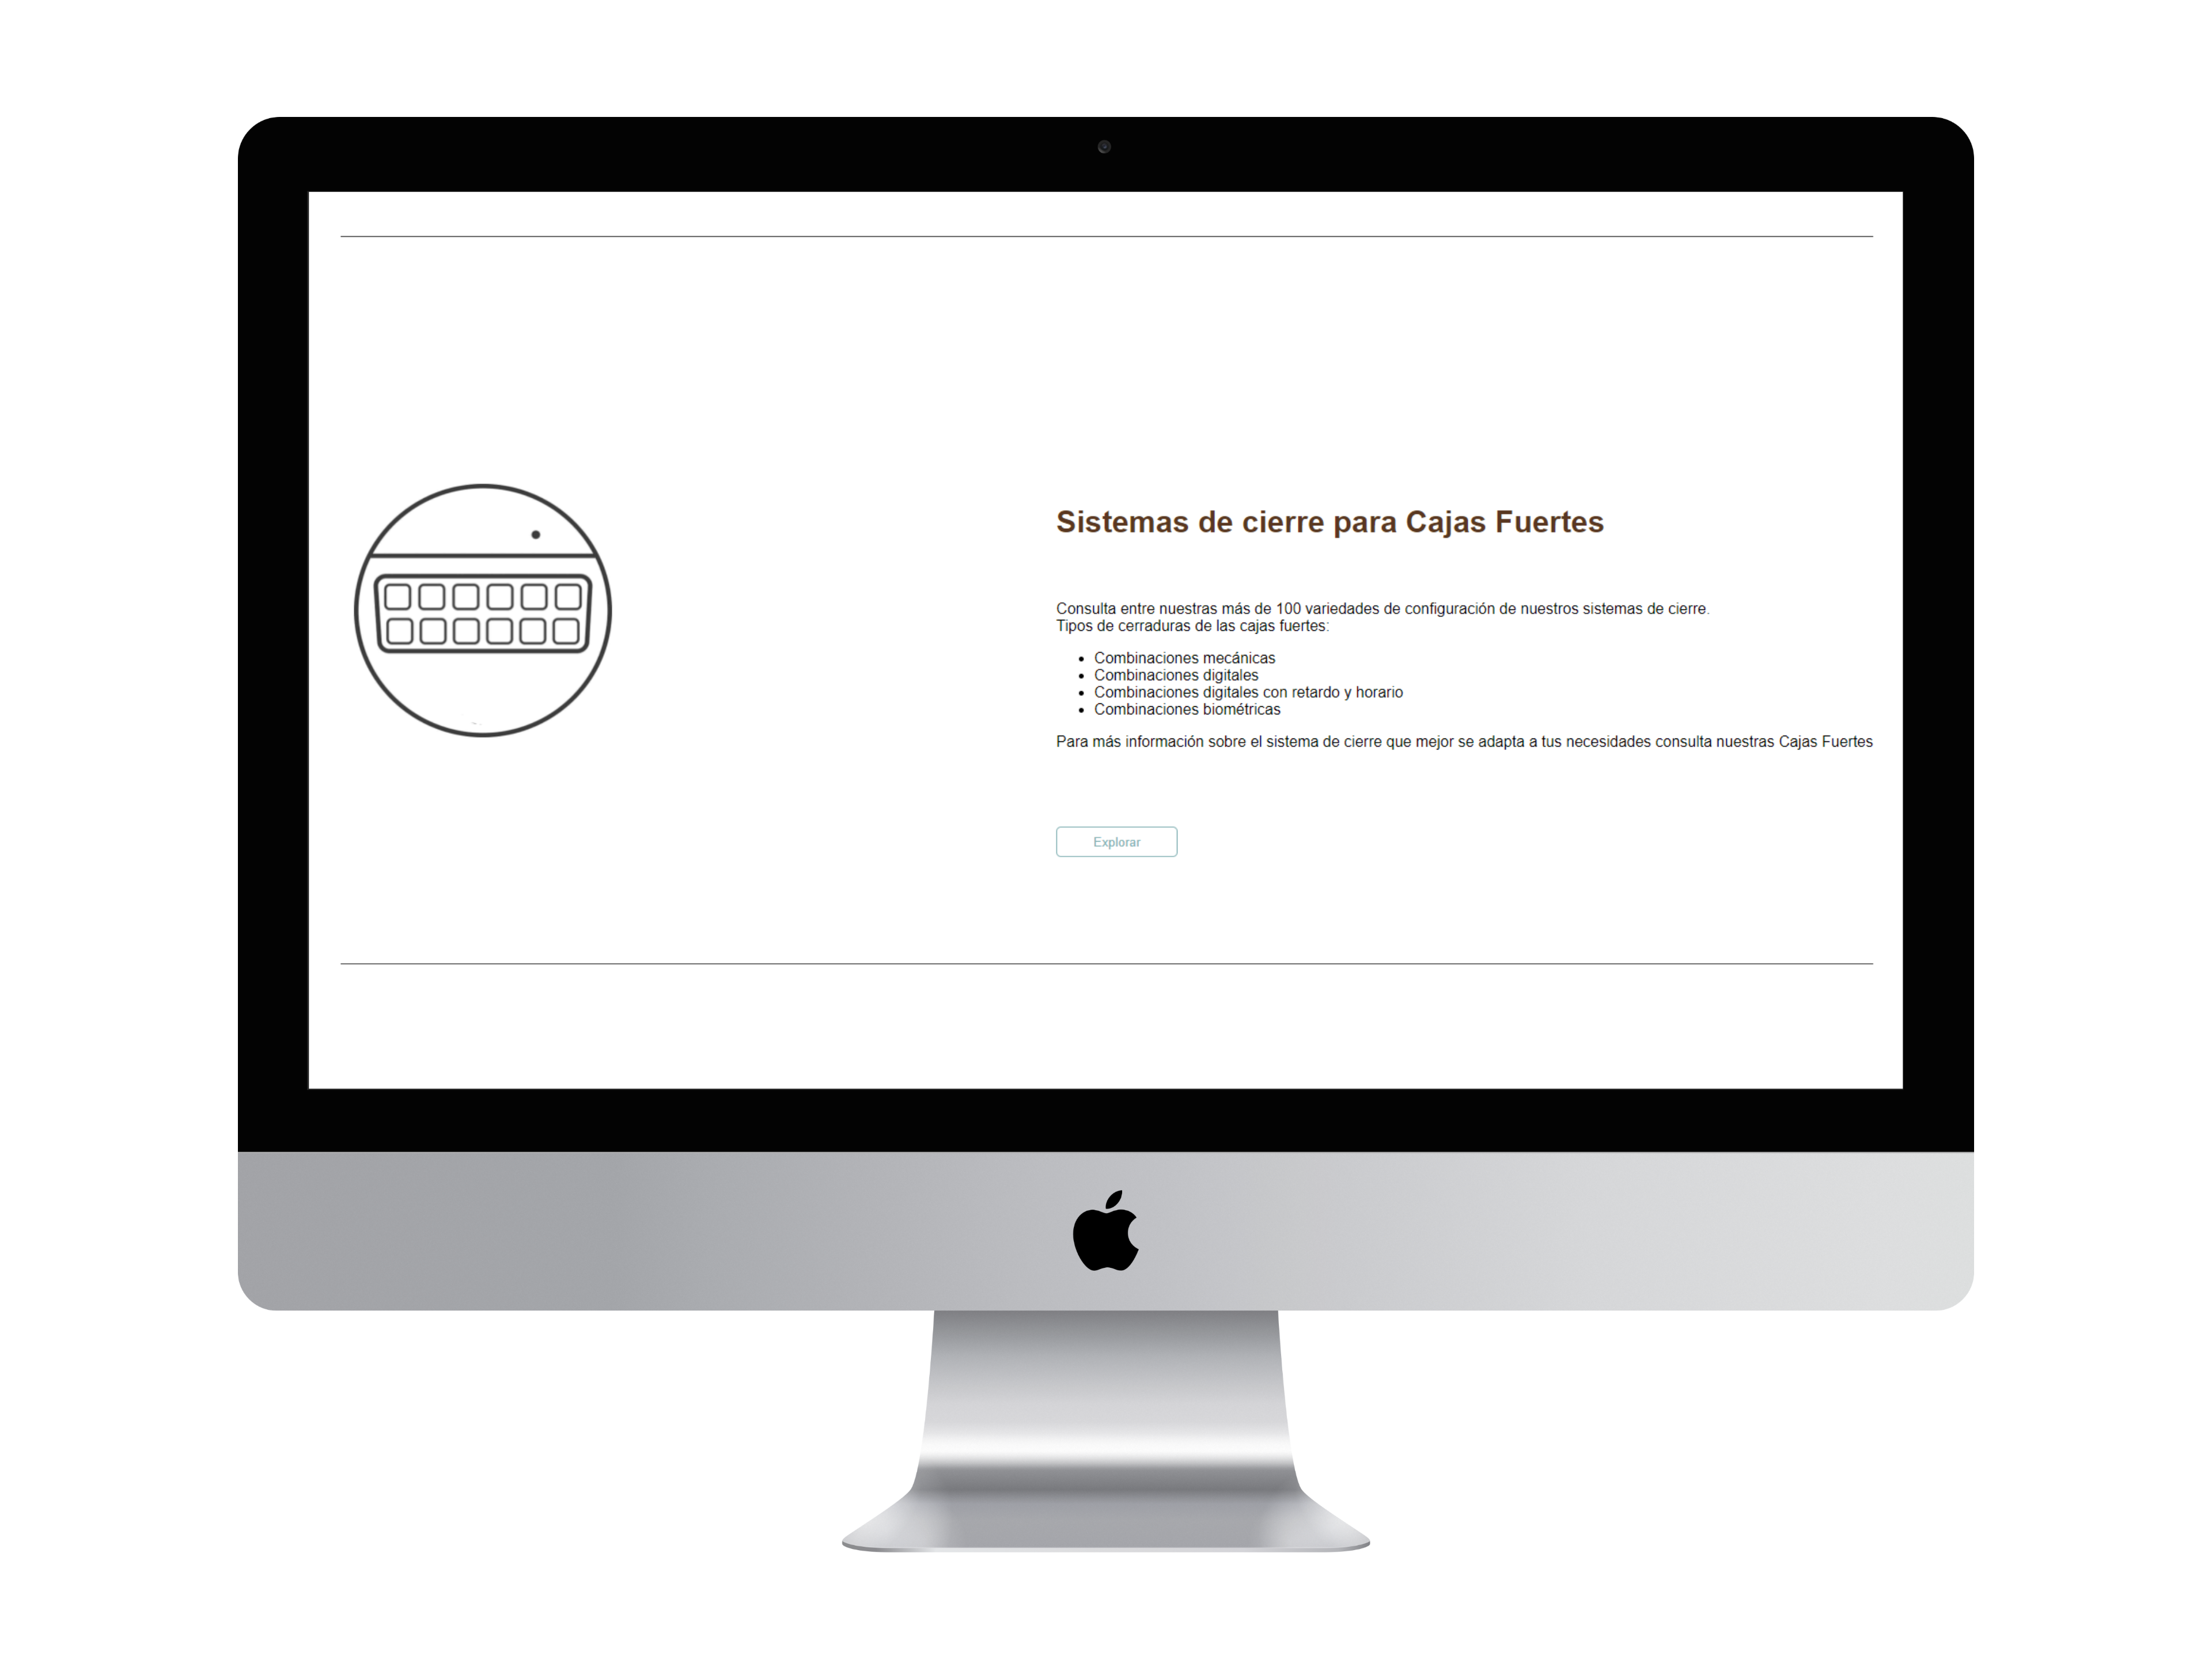 Sistemas de cierre para Cajas Fuertes
Consulta entre nuestras más de 100 variedades de configuración de nuestros sistemas de cierre.
Tipos de cerraduras de las cajas fuertes:
Combinaciones mecánicas
Combinaciones digitales
Combinaciones digitales con retardo y horario
Combinaciones biométricas
Para más información sobre el sistema de cierre que mejor se adapta a tus necesidades consulta nuestras Cajas Fuertes
Explorar